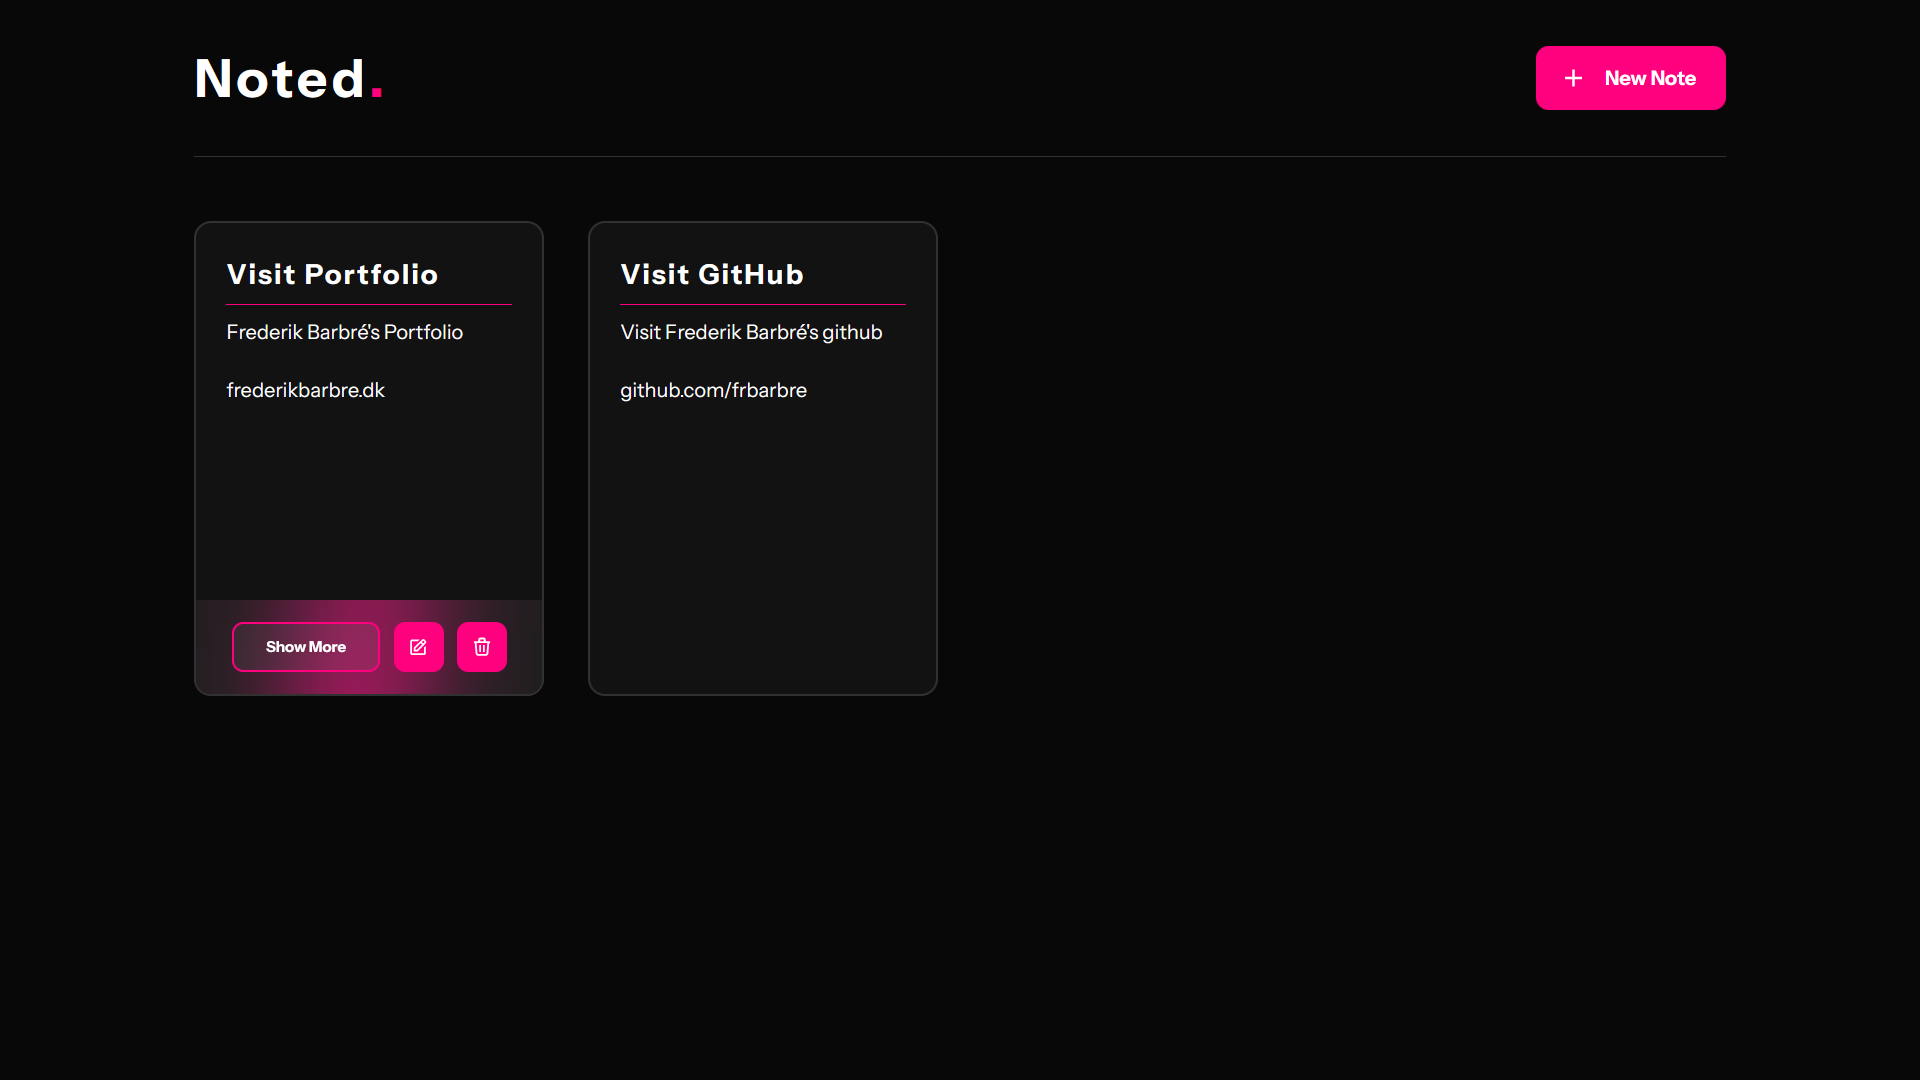 Noted.
New Note
Visit Portfolio
Frederik Barbré's Portfolio
frederikbarbre.dk
Show More
Visit GitHub
Visit Frederik Barbré's github
github.com/frbarbre